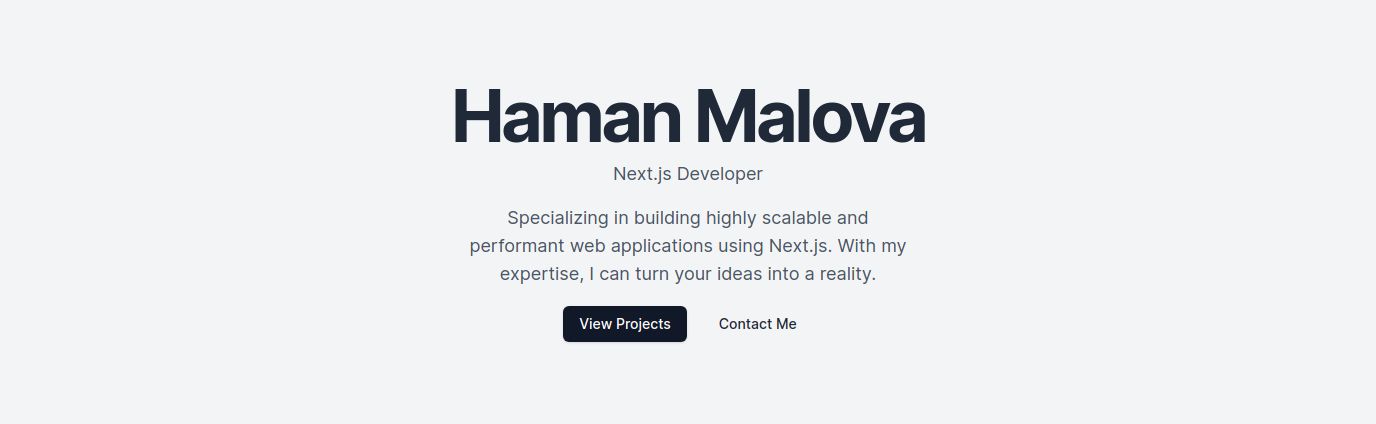 Haman Malova
Next.js Developer
Specializing in building highly scalable and
performant web applications using Next.js. With my
expertise, I can turn your ideas into a reality.
View Projects
Contact Me